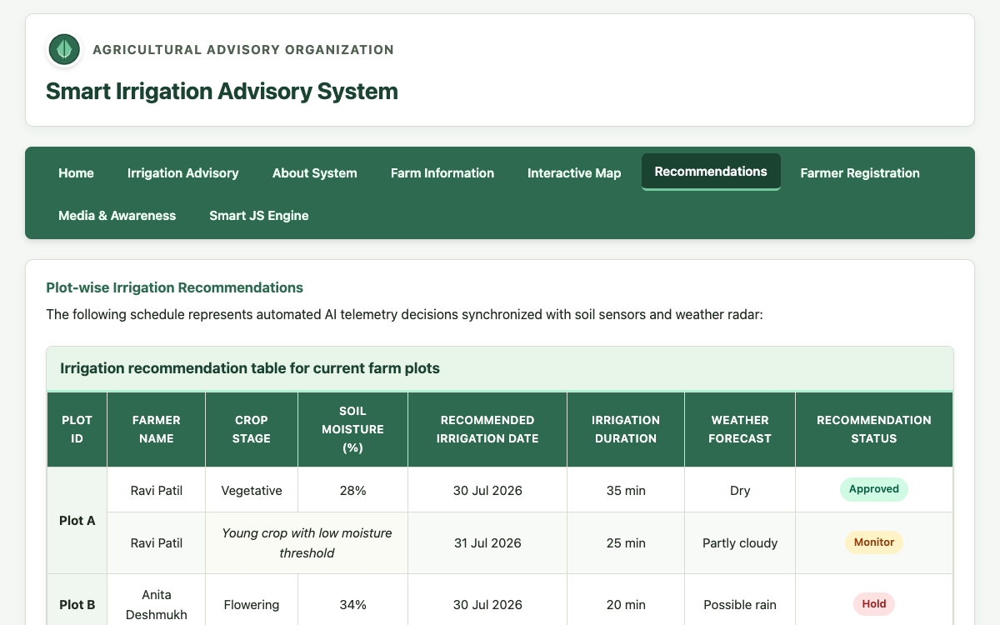 AGRICULTURAL ADVISORY ORGANIZATION
Smart Irrigation Advisory System
Home Irrigation Advisory About System Farm Information Interactive Map Recommendations Farmer Registration
Media & Awareness Smart JS Engine
Plot-wise Irrigation Recommendations
The following schedule represents automated AI telemetry decisions synchronized with soil sensors and weather radar:
Irrigation recommendation table for current farm plots
PLOT ID FARMER NAME CROP STAGE SOIL MOISTURE (%) RECOMMENDED IRRIGATION DATE IRRIGATION DURATION WEATHER FORECAST RECOMMENDATION STATUS
Plot A Ravi Patil Vegetative 28% 30 Jul 2026 35 min Dry Approved
Ravi Patil Young crop with low moisture threshold 31 Jul 2026 25 min Partly cloudy Monitor
Plot B Anita Deshmukh Flowering 34% 30 Jul 2026 20 min Possible rain Hold